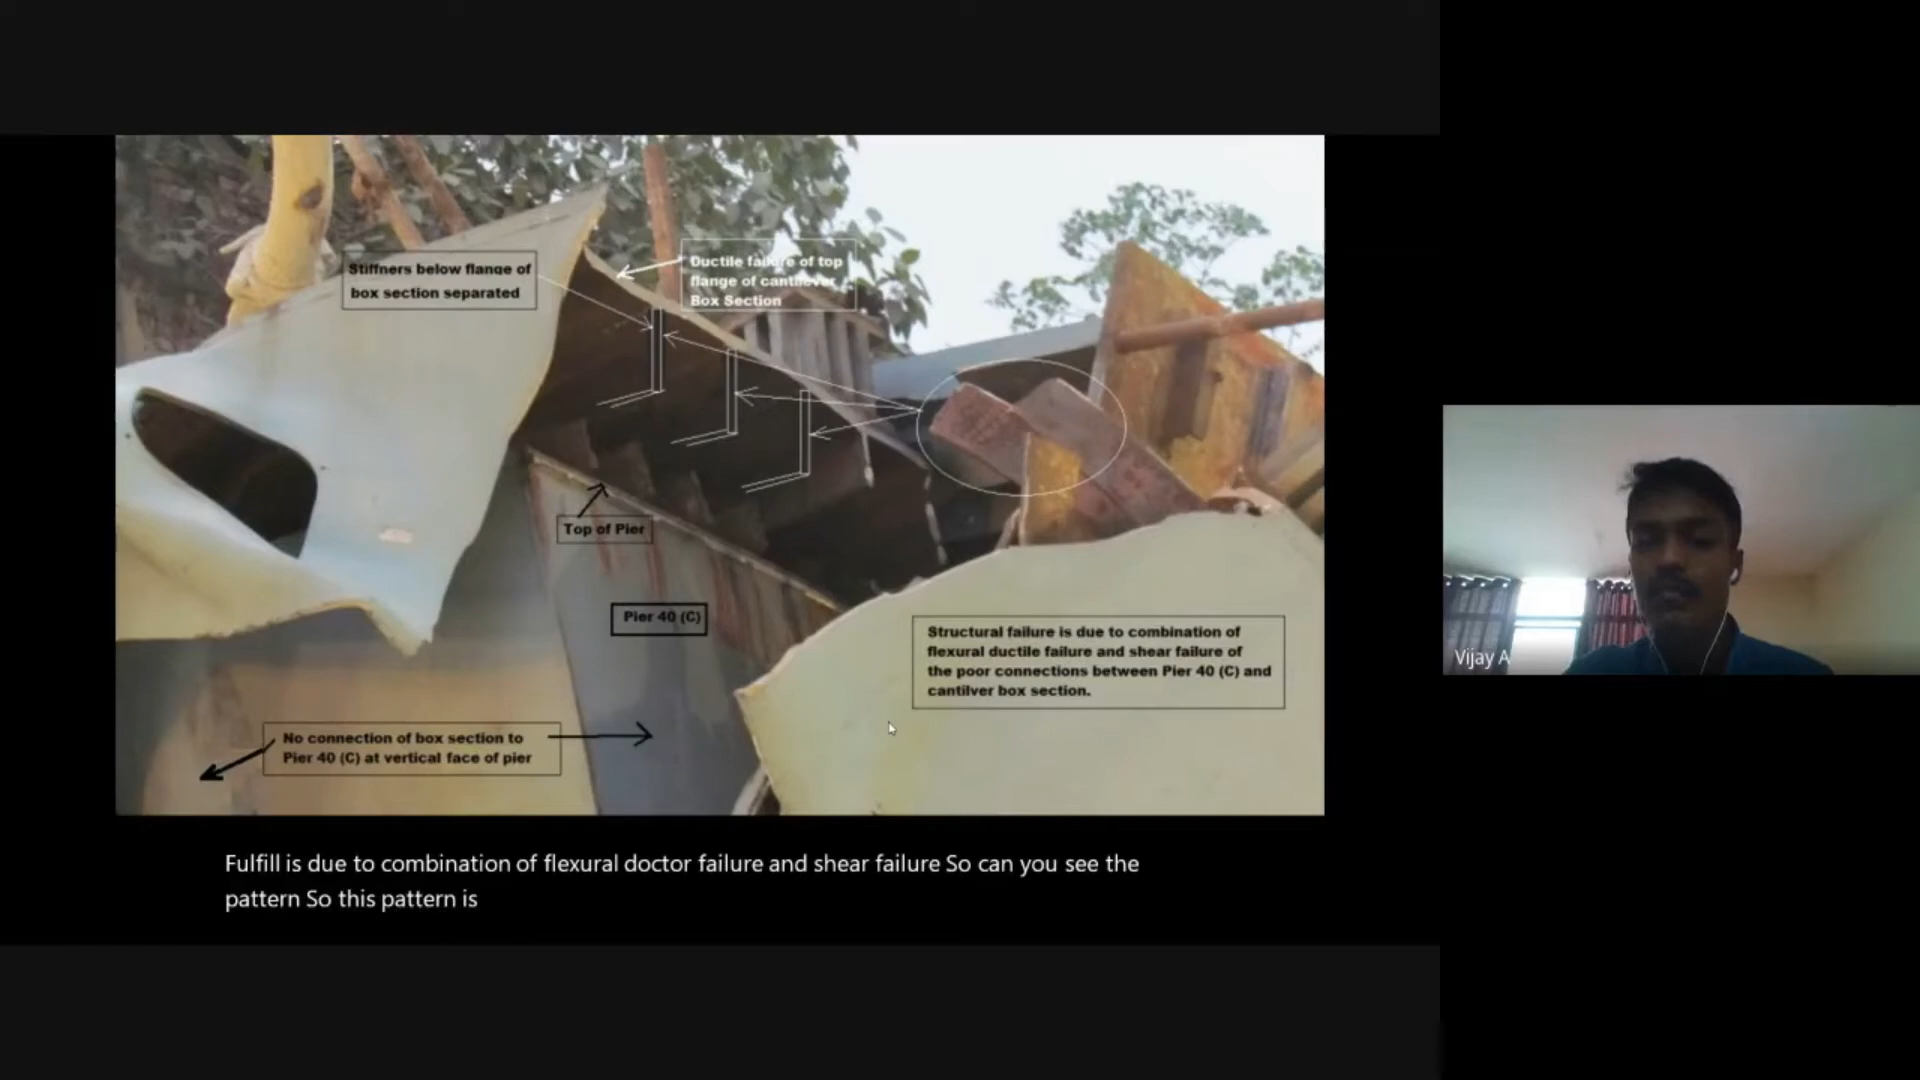 Stiffners below flange of
box section separated
Ductile failure of top
flange of cantilever
Box Section
Top of Pier
Pier 40 (C)
Structural failure is due to combination of
flexural ductile failure and shear failure of
the poor connections between Pier 40 (C) and
cantilver box section.
No connection of box section to
Pier 40 (C) at vertical face of pier
Vijay A
Fulfill is due to combination of flexural doctor failure and shear failure So can you see the
pattern So this pattern is